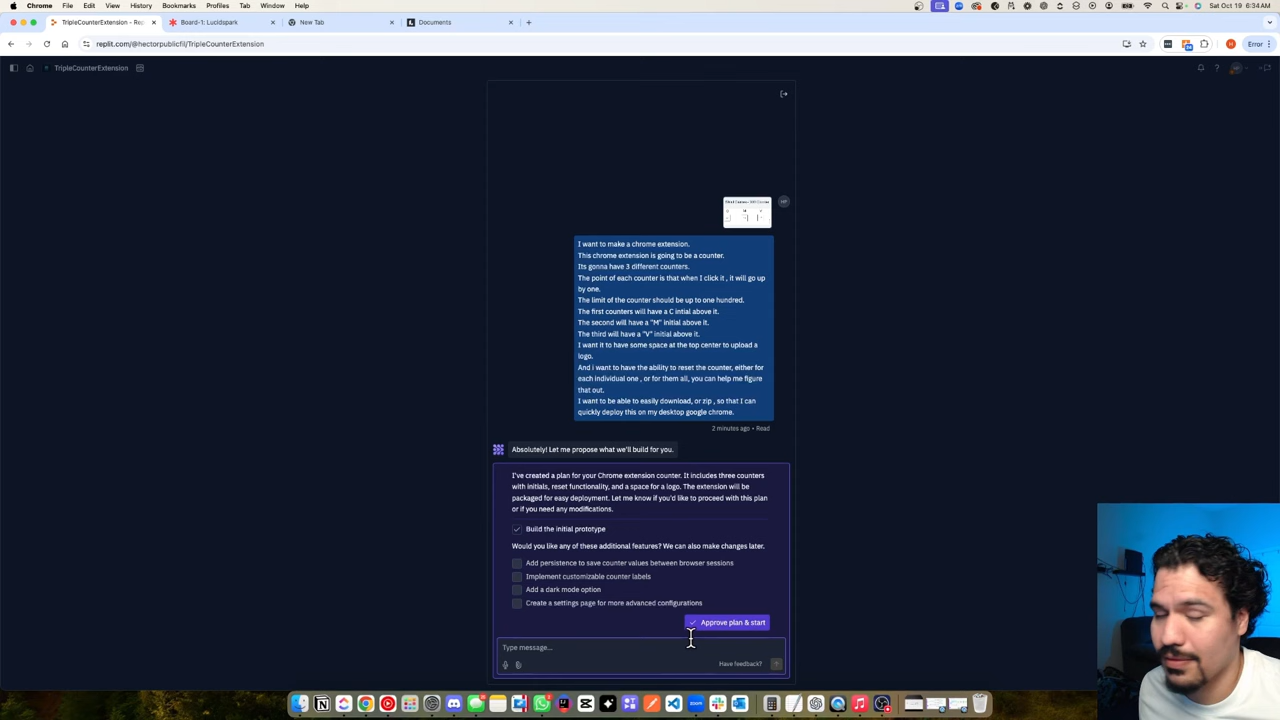 Chrome File Edit View History Bookmarks Profiles Tab Window Help
Sat Oct 19 6:34 AM
TripleCounterExtension - Rep
Board-1: Lucidspark
New Tab
Documents
replit.com/@hectorpublicfil/TripleCounterExtension
Error
TripleCounterExtension
I want to make a chrome extension.
This chrome extension is going to be a counter.
Its gonna have 3 different counters.
The point of each counter is that when I click it , it will go up
by one.
The limit of the counter should be up to one hundred.
The first counters will have a C intial above it.
The second will have a "M" initial above it.
The third will have a "V" initial above it.
I want it to have some space at the top center to upload a
logo.
And i want to have the ability to reset the counter, either for
each individual one , or for them all, you can help me figure
that out.
I want to be able to easily download, or zip , so that I can
quickly deploy this on my desktop google chrome.
2 minutes ago • Read
Absolutely! Let me propose what we'll build for you.
I've created a plan for your Chrome extension counter. It includes three counters
with initials, reset functionality, and a space for a logo. The extension will be
packaged for easy deployment. Let me know if you'd like to proceed with this plan
or if you need any modifications.
Build the initial prototype
Would you like any of these additional features? We can also make changes later.
Add persistence to save counter values between browser sessions
Implement customizable counter labels
Add a dark mode option
Create a settings page for more advanced configurations
Approve plan & start
Type message...
Have feedback?